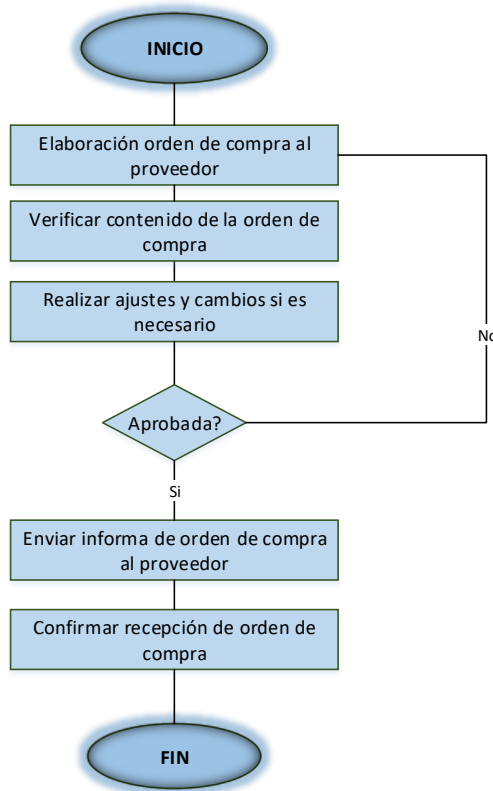 INICIO
Elaboración orden de compra al
proveedor
Verificar contenido de la orden de
compra
Realizar ajustes y cambios si es
necesario
No
Aprobada?
Si
Enviar informa de orden de compra
al proveedor
Confirmar recepción de orden de
compra
FIN